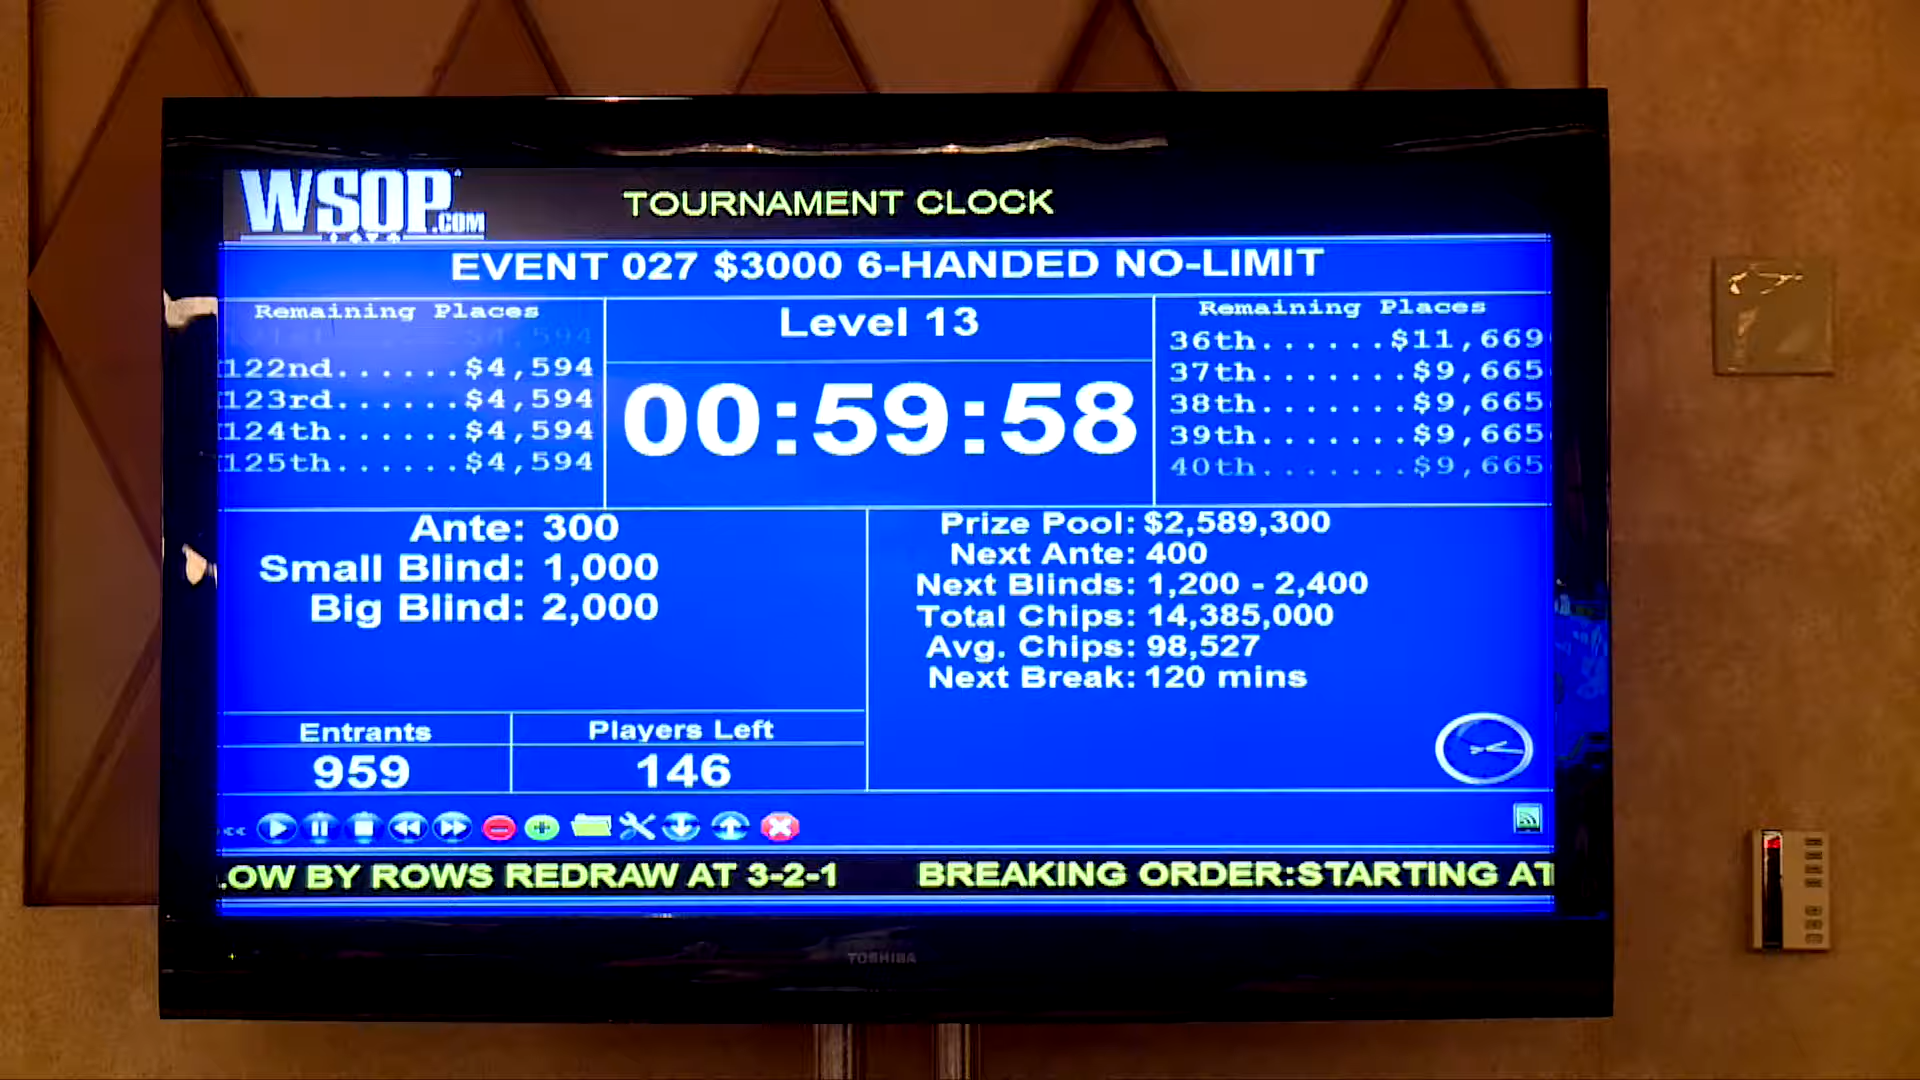 WSOP.COM
TOURNAMENT CLOCK
EVENT 027 $3000 6-HANDED NO-LIMIT
Remaining Places
121st......$4,594
122nd......$4,594
123rd......$4,594
124th......$4,594
125th......$4,594
Level 13
00:59:58
Remaining Places
36th......$11,669
37th.......$9,665
38th.......$9,665
39th.......$9,665
40th.......$9,665
Ante: 300
Small Blind: 1,000
Big Blind: 2,000
Prize Pool: $2,589,300
Next Ante: 400
Next Blinds: 1,200 - 2,400
Total Chips: 14,385,000
Avg. Chips: 98,527
Next Break: 120 mins
Entrants
959
Players Left
146
<<
LOW BY ROWS REDRAW AT 3-2-1 BREAKING ORDER:STARTING AT
TOSHIBA